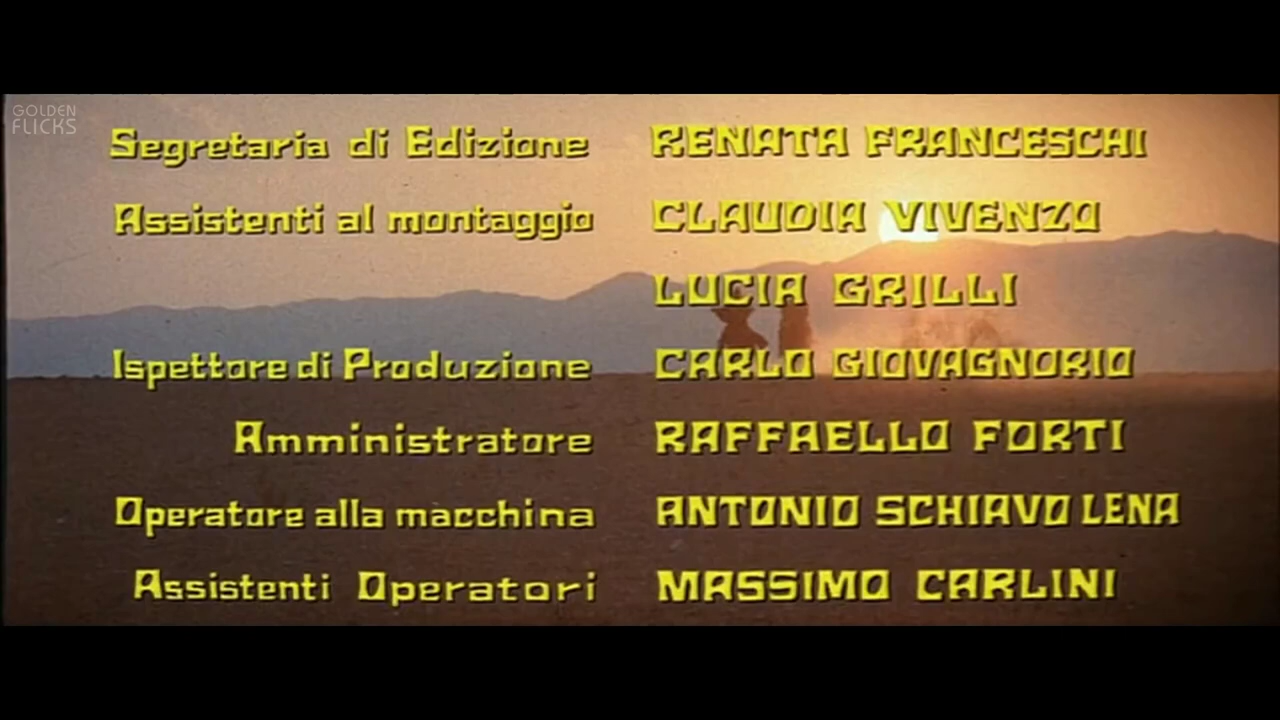 GOLDEN
FLICKS
Segretaria di Edizione RENATA FRANCESCHI
Assistenti al montaggio CLAUDIA VIVENZO
LUCIA GRILLI
Ispettore di Produzione CARLO GIOVAGNORIO
Amministratore RAFFAELLO FORTI
Operatore alla macchina ANTONIO SCHIAVO LENA
Assistenti Operatori MASSIMO CARLINI